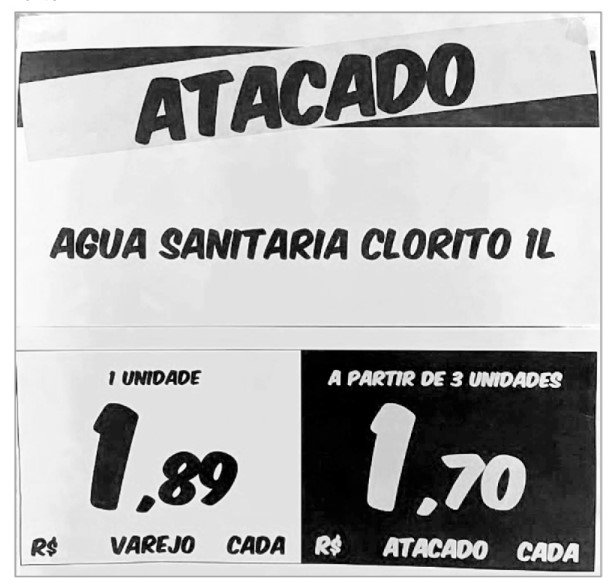 ATACADO
AGUA SANITARIA CLORITO 1L
1 UNIDADE
1,89
R$ VAREJO CADA
A PARTIR DE 3 UNIDADES
1,70
R$ ATACADO CADA